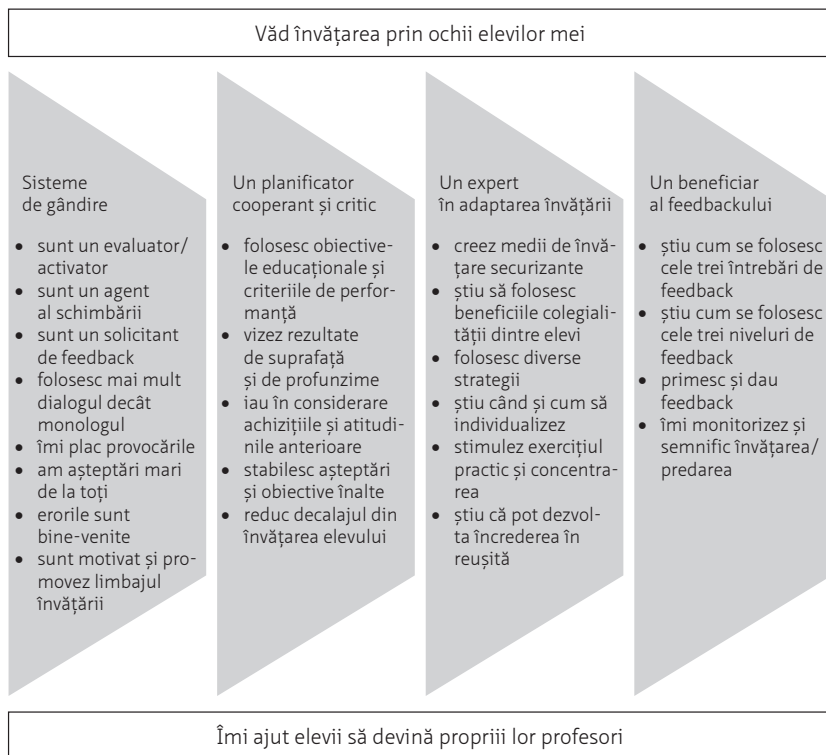 Văd învățarea prin ochii elevilor mei
Sisteme
de gândire
• sunt un evaluator/
activator
• sunt un agent
al schimbării
• sunt un solicitant
de feedback
• folosesc mai mult
dialogul decât
monologul
• îmi plac provocările
• am așteptări mari
de la toți
• erorile sunt
bine-venite
• sunt motivat și pro-
movez limbajul
învățării
Un planificator
cooperant și critic
• folosesc obiective-
le educaționale și
criteriile de perfor-
manță
• vizez rezultate
de suprafață
și de profunzime
• iau în considerare
achizițiile și atitudi-
nile anterioare
• stabilesc așteptări
și obiective înalte
• reduc decalajul din
învățarea elevului
Un expert
în adaptarea învățării
• creez medii de învă-
țare securizante
• știu să folosesc
beneficiile colegiali-
tății dintre elevi
• folosesc diverse
strategii
• știu când și cum să
individualizez
• stimulez exercițiul
practic și concentra-
rea
• știu că pot dezvol-
ta încrederea în
reușită
Un beneficiar
al feedbackului
• știu cum se folosesc
cele trei întrebări de
feedback
• știu cum se folosesc
cele trei niveluri de
feedback
• primesc și dau
feedback
• îmi monitorizez și
semnific învățarea/
predarea
Îmi ajut elevii să devină propriii lor profesori